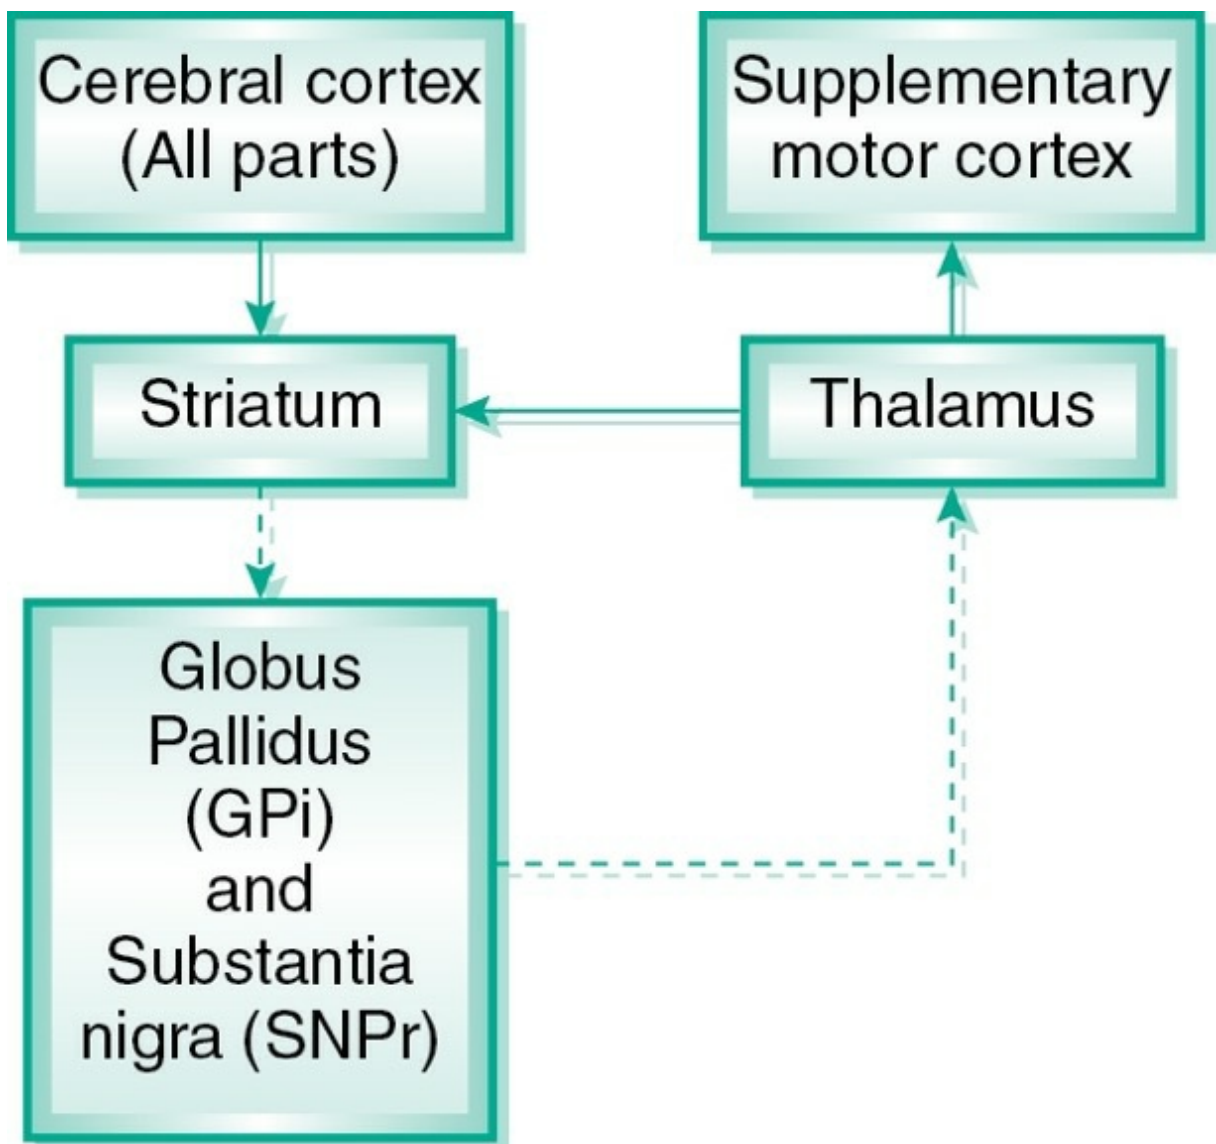 Cerebral cortex
(All parts)
Supplementary
motor cortex
Striatum
Thalamus
Globus
Pallidus
(GPi)
and
Substantia
nigra (SNPr)